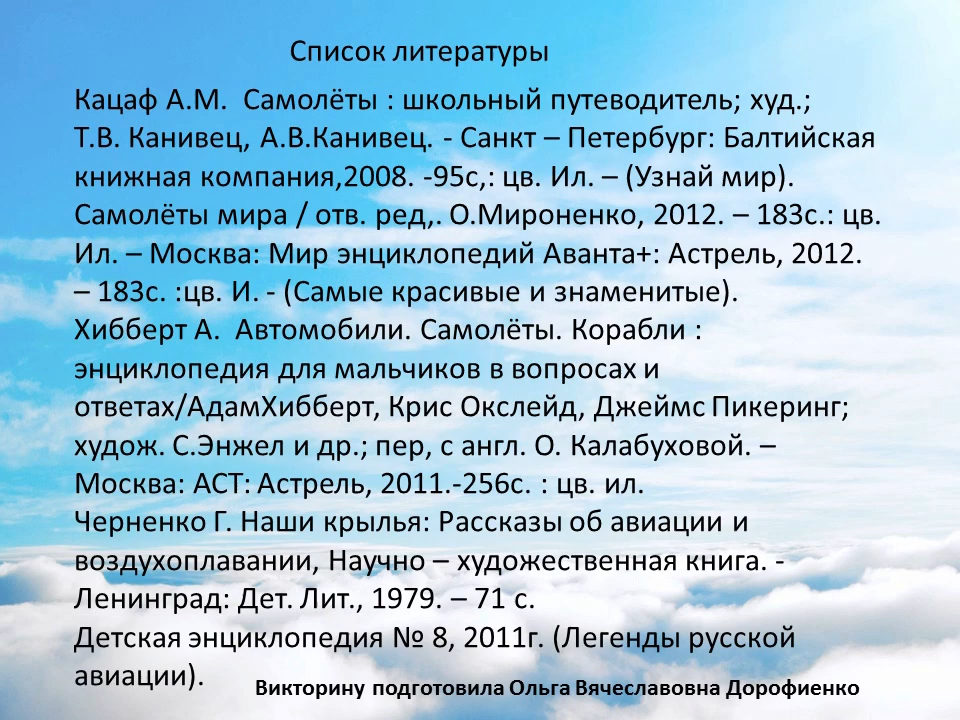 Список литературы
Кацаф А.М.  Самолёты : школьный путеводитель; худ.;
Т.В. Канивец, А.В.Канивец. - Санкт – Петербург: Балтийская
книжная компания,2008. -95с,: цв. Ил. – (Узнай мир).
Самолёты мира / отв. ред,. О.Мироненко, 2012. – 183с.: цв.
Ил. – Москва: Мир энциклопедий Аванта+: Астрель, 2012.
– 183с. :цв. И. - (Самые красивые и знаменитые).
Хибберт А.  Автомобили. Самолёты. Корабли :
энциклопедия для мальчиков в вопросах и
ответах/АдамХибберт, Крис Окслейд, Джеймс Пикеринг;
худож. С.Энжел и др.; пер, с англ. О. Калабуховой. –
Москва: АСТ: Астрель, 2011.-256с. : цв. ил.
Черненко Г. Наши крылья: Рассказы об авиации и
воздухоплавании, Научно – художественная книга. -
Ленинград: Дет. Лит., 1979. – 71 с.
Детская энциклопедия № 8, 2011г. (Легенды русской
авиации).
Викторину подготовила Ольга Вячеславовна Дорофиенко